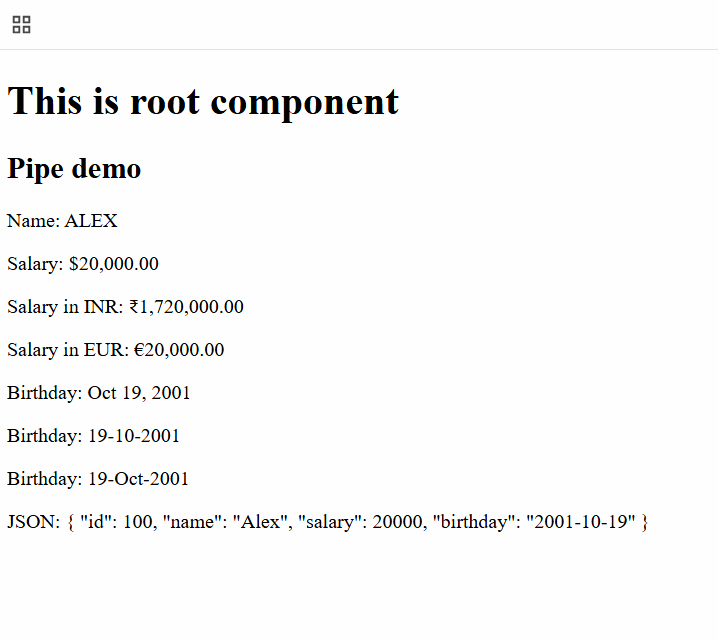 This is root component
Pipe demo
Name: ALEX
Salary: $20,000.00
Salary in INR: ₹1,720,000.00
Salary in EUR: €20,000.00
Birthday: Oct 19, 2001
Birthday: 19-10-2001
Birthday: 19-Oct-2001
JSON: { "id": 100, "name": "Alex", "salary": 20000, "birthday": "2001-10-19" }